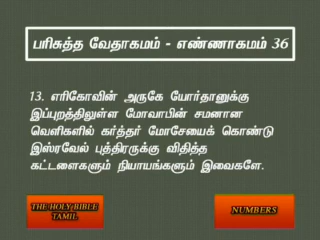 பரிசுத்த வேதாகமம் - எண்ணாகமம் 36
13. எரிகோவின் அருகே யோர்தானுக்கு
இப்புறத்திலுள்ள மோவாபின் சமனான
வெளிகளில் கர்த்தர் மோசேயைக் கொண்டு
இஸ்ரவேல் புத்திரருக்கு விதித்த
கட்டளைகளும் நியாயங்களும் இவைகளே.
THE HOLY BIBLE
TAMIL
NUMBERS